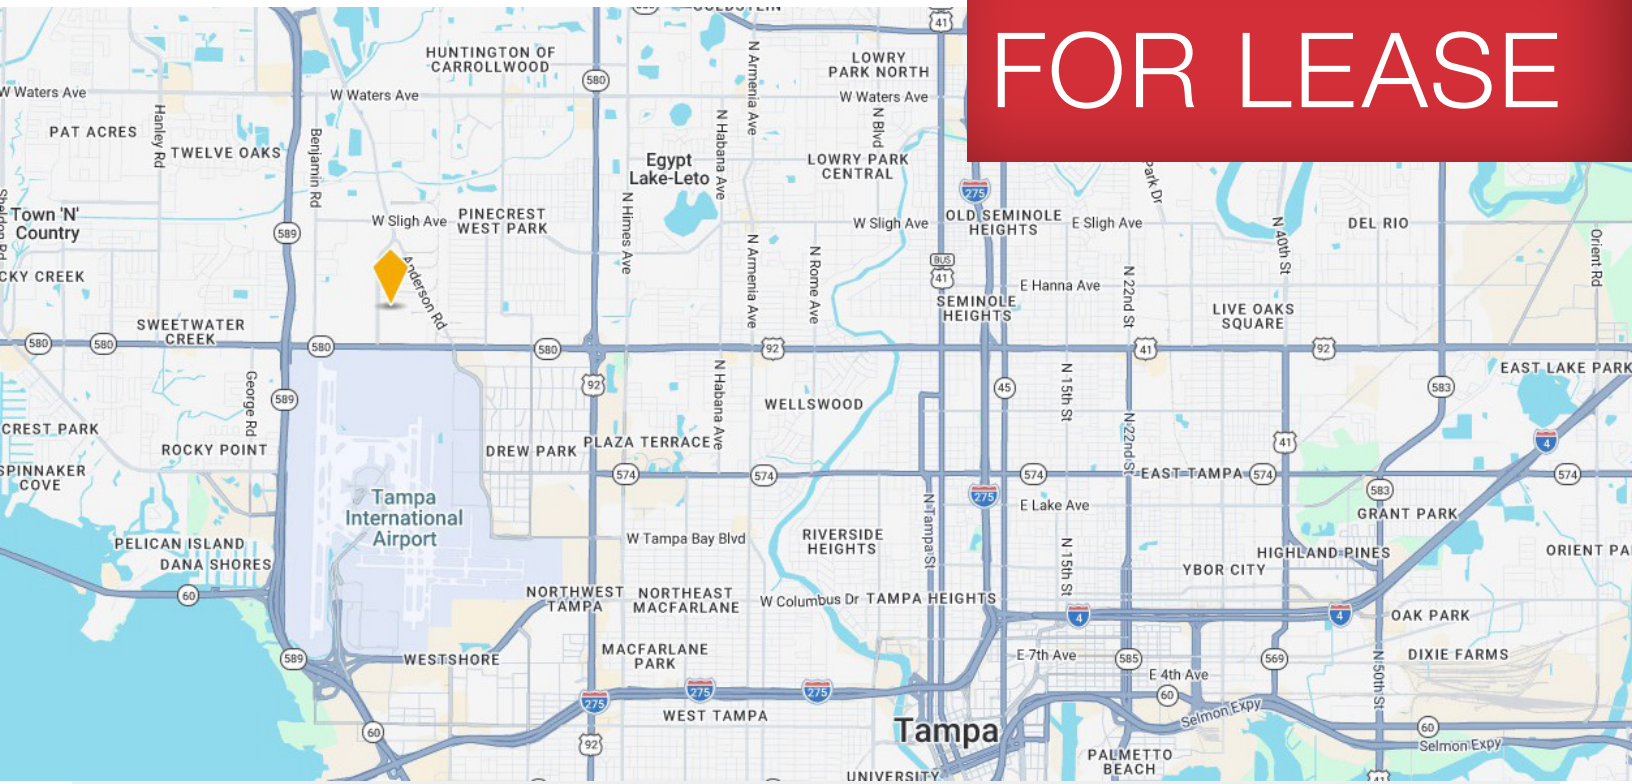 FOR LEASE
41
HUNTINGTON OF
CARROLLWOOD
LOWRY
PARK NORTH
N Armenia Ave
580
W Waters Ave
W Waters Ave
W Waters Ave
PAT ACRES
Hanley Rd
TWELVE OAKS
Benjamin Rd
N Habana Ave
N Blvd
Egypt
Lake-Leto
LOWRY PARK
CENTRAL
275
Park Dr
Town 'N'
Country
Sheldon Rd
589
W Sligh Ave
PINECREST
WEST PARK
N Himes Ave
W Sligh Ave
OLD SEMINOLE
HEIGHTS
E Sligh Ave
N 40th St
DEL RIO
Orient Rd
CKY CREEK
Anderson Rd
N Armenia Ave
N Rome Ave
BUS
41
E Hanna Ave
N 22nd St
SEMINOLE
HEIGHTS
LIVE OAKS
SQUARE
SWEETWATER
CREEK
580
580
580
580
92
41
92
EAST LAKE PARK
George Rd
589
92
N Habana Ave
WELLSWOOD
45
N 15th St
583
CREST PARK
ROCKY POINT
DREW PARK
PLAZA TERRACE
N 22nd St
41
4
SPINNAKER
COVE
574
574
574
EAST TAMPA
574
574
Tampa
International
Airport
275
N Tampa St
E Lake Ave
583
GRANT PARK
PELICAN ISLAND
DANA SHORES
W Tampa Bay Blvd
RIVERSIDE
HEIGHTS
N 15th St
HIGHLAND PINES
YBOR CITY
ORIENT PA
60
NORTHWEST
TAMPA
NORTHEAST
MACFARLANE
W Columbus Dr
TAMPA HEIGHTS
4
4
OAK PARK
589
WESTSHORE
MACFARLANE
PARK
E 7th Ave
585
569
DIXIE FARMS
N 50th St
E 4th Ave
275
275
275
60
WEST TAMPA
Selmon Expy
60
92
Tampa
60
Selmon Expy
PALMETTO
BEACH
UNIVERSITY
41